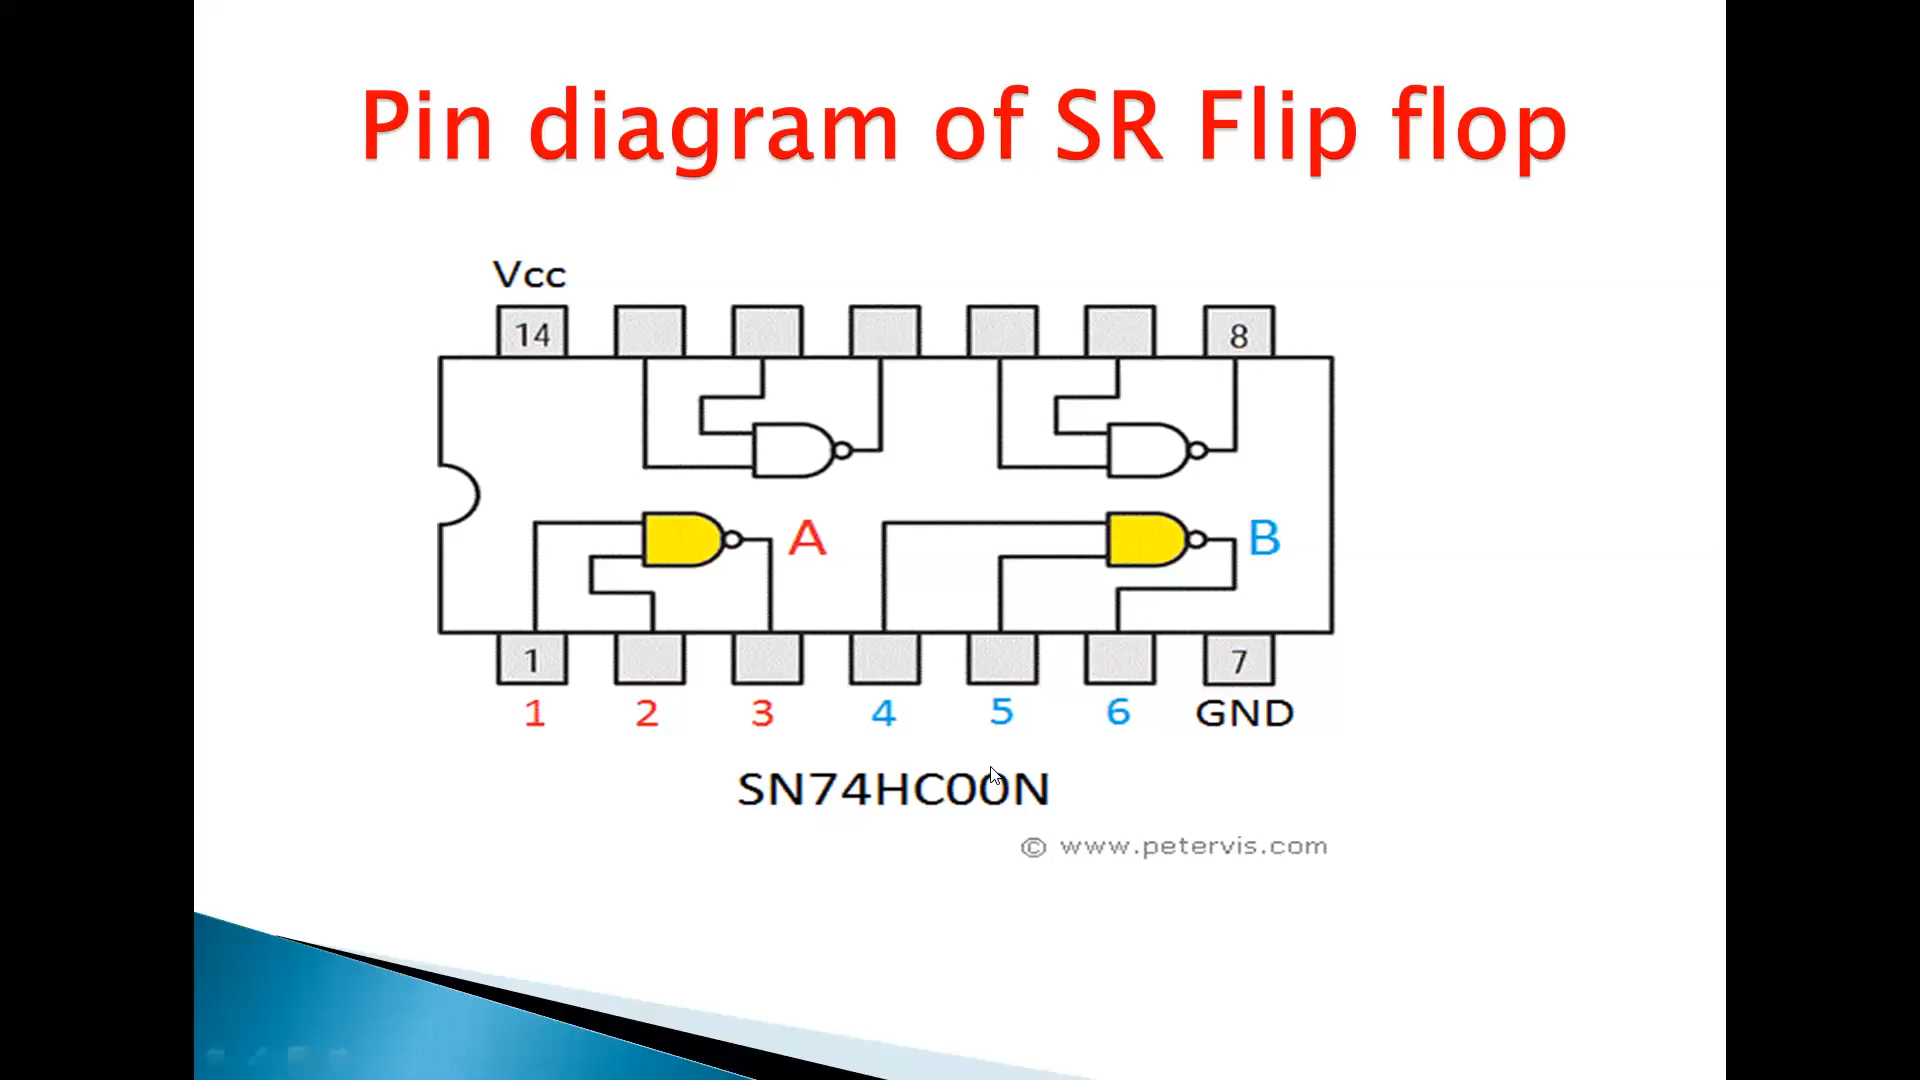 Pin diagram of SR Flip flop
Vcc
14 8
A B
1 7
1 2 3 4 5 6 GND
SN74HC00N
© www.petervis.com